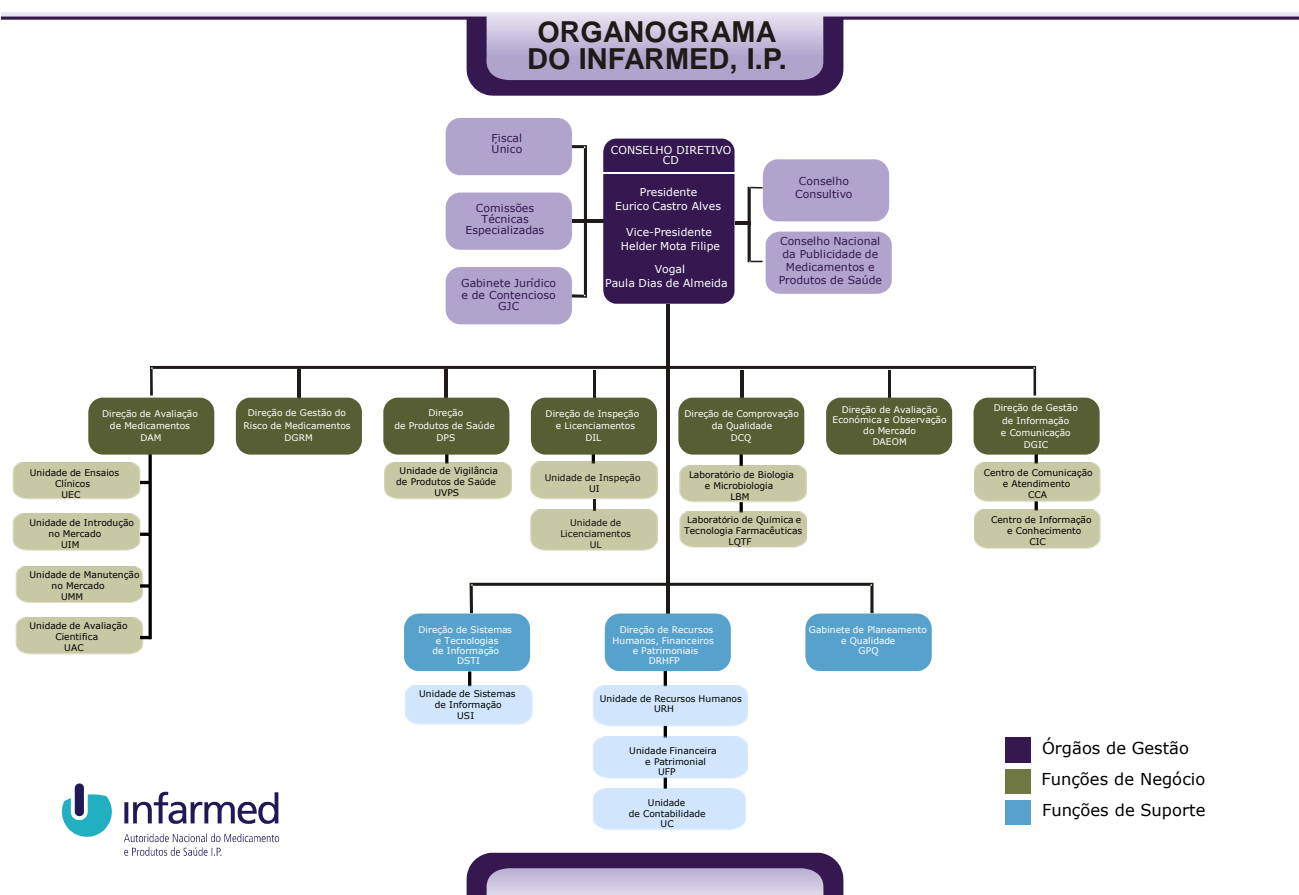 ORGANOGRAMA
DO INFARMED, I.P.
Fiscal
Único
Comissões
Técnicas
Especializadas
Gabinete Jurídico
e de Contencioso
GJC
CONSELHO DIRETIVO
CD
Presidente
Eurico Castro Alves
Vice-Presidente
Helder Mota Filipe
Vogal
Paula Dias de Almeida
Conselho
Consultivo
Conselho Nacional
da Publicidade de
Medicamentos e
Produtos de Saúde
Direção de Avaliação
de Medicamentos
DAM
Unidade de Ensaios
Clínicos
UEC
Unidade de Introdução
no Mercado
UIM
Unidade de Manutenção
no Mercado
UMM
Unidade de Avaliação
Cientifica
UAC
Direção de Gestão do
Risco de Medicamentos
DGRM
Direção
de Produtos de Saúde
DPS
Unidade de Vigilância
de Produtos de Saúde
UVPS
Direção de Inspeção
e Licenciamentos
DIL
Unidade de Inspeção
UI
Unidade de
Licenciamentos
UL
Direção de Comprovação
da Qualidade
DCQ
Laboratório de Biologia
e Microbiologia
LBM
Laboratório de Química e
Tecnologia Farmacêuticas
LQTF
Direção de Avaliação
Económica e Observação
do Mercado
DAEOM
Direção de Gestão
de Informação
e Comunicação
DGIC
Centro de Comunicação
e Atendimento
CCA
Centro de Informação
e Conhecimento
CIC
Direção de Sistemas
e Tecnologias
de Informação
DSTI
Unidade de Sistemas
de Informação
USI
Direção de Recursos
Humanos, Financeiros
e Patrimoniais
DRHFP
Unidade de Recursos Humanos
URH
Unidade Financeira
e Patrimonial
UFP
Unidade
de Contabilidade
UC
Gabinete de Planeamento
e Qualidade
GPQ
Órgãos de Gestão
Funções de Negócio
Funções de Suporte
infarmed
Autoridade Nacional do Medicamento
e Produtos de Saúde I.P.